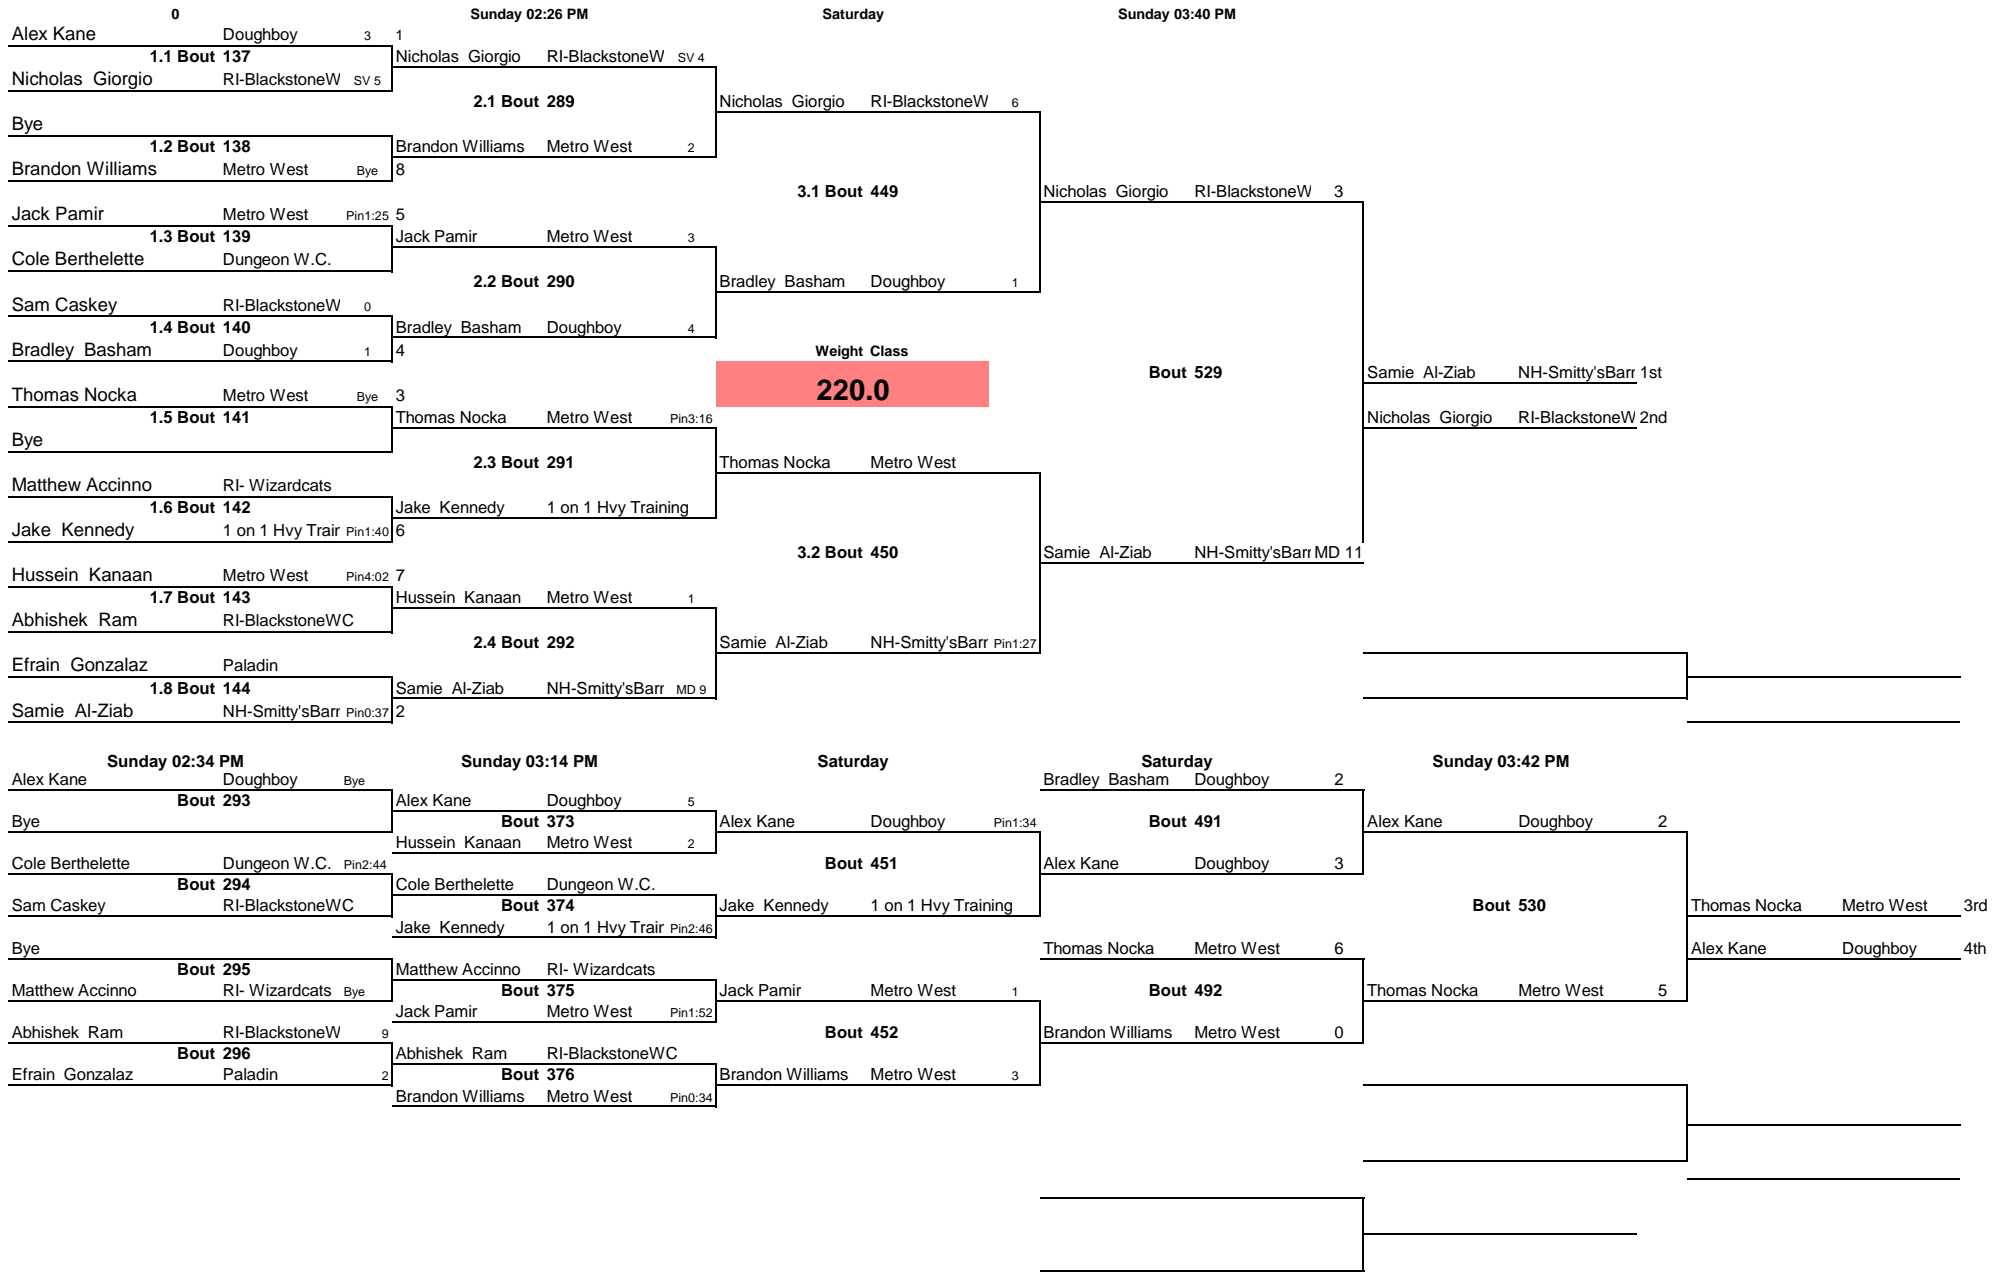 0 Sunday 02:26 PM Saturday Sunday 03:40 PM
Alex Kane Doughboy 3 1
1.1 Bout 137 Nicholas Giorgio RI-BlackstoneW SV 4
Nicholas Giorgio RI-BlackstoneW SV 5
2.1 Bout 289 Nicholas Giorgio RI-BlackstoneW 6
Bye
1.2 Bout 138 Brandon Williams Metro West 2
Brandon Williams Metro West Bye 8
3.1 Bout 449 Nicholas Giorgio RI-BlackstoneW 3
Jack Pamir Metro West Pin1:25 5
1.3 Bout 139 Jack Pamir Metro West 3
Cole Berthelette Dungeon W.C.
2.2 Bout 290 Bradley Basham Doughboy 1
Sam Caskey RI-BlackstoneW 0
1.4 Bout 140 Bradley Basham Doughboy 4
Bradley Basham Doughboy 1 4 Weight Class
Bout 529 Samie Al-Ziab NH-Smitty'sBarr 1st
Thomas Nocka Metro West Bye 3 220.0
1.5 Bout 141 Thomas Nocka Metro West Pin3:16 Nicholas Giorgio RI-BlackstoneW 2nd
Bye
2.3 Bout 291 Thomas Nocka Metro West
Matthew Accinno RI- Wizardcats
1.6 Bout 142 Jake Kennedy 1 on 1 Hvy Training
Jake Kennedy 1 on 1 Hvy Trair Pin1:40 6
3.2 Bout 450 Samie Al-Ziab NH-Smitty'sBarr MD 11
Hussein Kanaan Metro West Pin4:02 7
1.7 Bout 143 Hussein Kanaan Metro West 1
Abhishek Ram RI-BlackstoneWC
2.4 Bout 292 Samie Al-Ziab NH-Smitty'sBarr Pin1:27
Efrain Gonzalaz Paladin
1.8 Bout 144 Samie Al-Ziab NH-Smitty'sBarr MD 9
Samie Al-Ziab NH-Smitty'sBarr Pin0:37 2
Sunday 02:34 PM Sunday 03:14 PM Saturday Saturday Sunday 03:42 PM
Alex Kane Doughboy Bye Bradley Basham Doughboy 2
Bout 293 Alex Kane Doughboy 5
Bye Bout 373 Alex Kane Doughboy Pin1:34 Bout 491 Alex Kane Doughboy 2
Hussein Kanaan Metro West 2
Cole Berthelette Dungeon W.C. Pin2:44 Bout 451 Alex Kane Doughboy 3
Bout 294 Cole Berthelette Dungeon W.C.
Sam Caskey RI-BlackstoneWC Bout 374 Jake Kennedy 1 on 1 Hvy Training Bout 530 Thomas Nocka Metro West 3rd
Jake Kennedy 1 on 1 Hvy Trair Pin2:46
Bye Thomas Nocka Metro West 6 Alex Kane Doughboy 4th
Bout 295 Matthew Accinno RI- Wizardcats
Matthew Accinno RI- Wizardcats Bye Bout 375 Jack Pamir Metro West 1 Bout 492 Thomas Nocka Metro West 5
Jack Pamir Metro West Pin1:52
Abhishek Ram RI-BlackstoneW 9 Bout 452 Brandon Williams Metro West 0
Bout 296 Abhishek Ram RI-BlackstoneWC
Efrain Gonzalaz Paladin 2 Bout 376 Brandon Williams Metro West 3
Brandon Williams Metro West Pin0:34